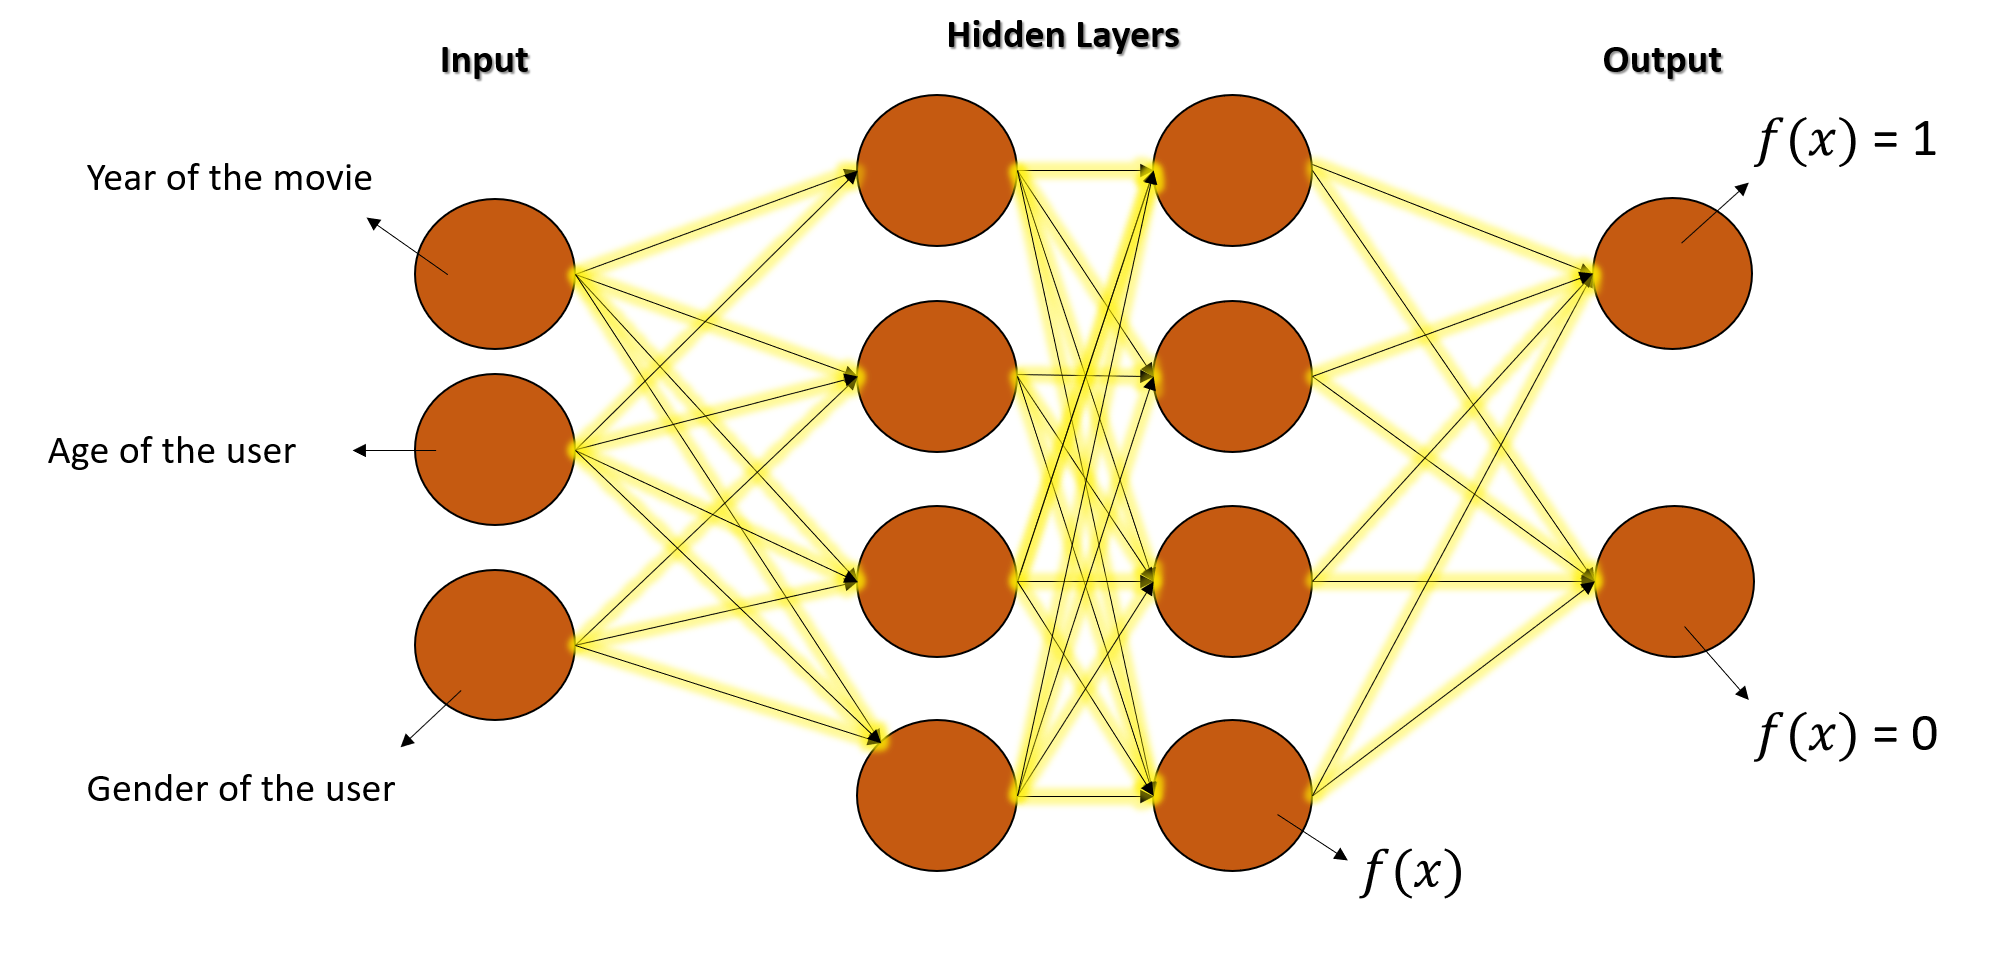 Hidden Layers
Input
Output
f(x) = 1
Year of the movie
Age of the user
f(x) = 0
Gender of the user
f(x)